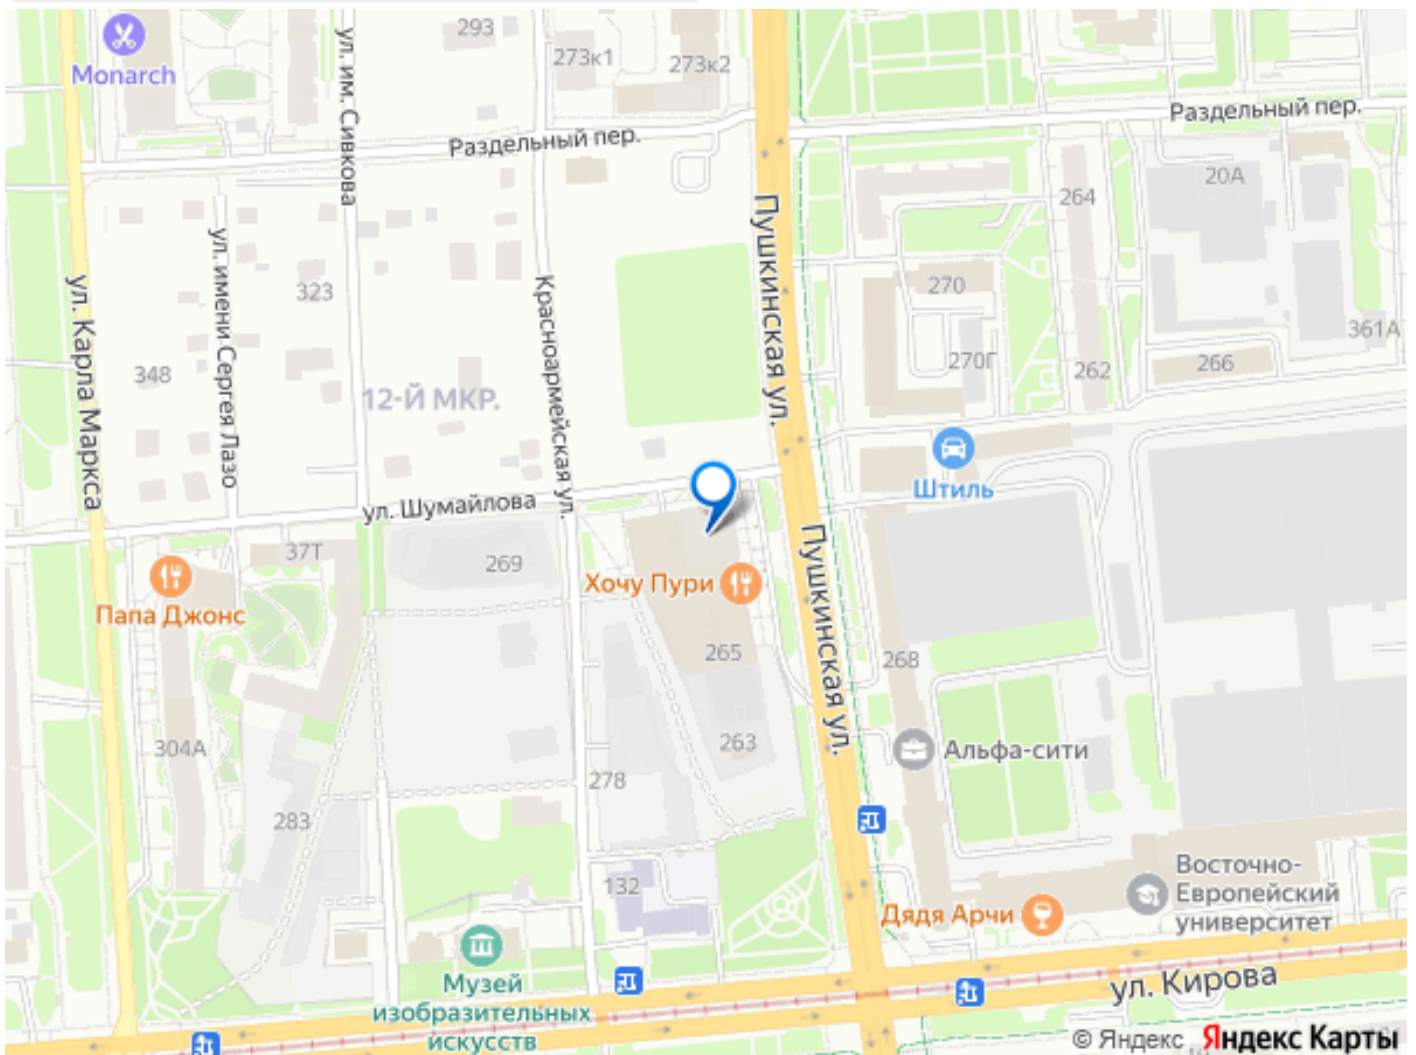 293
273к1
273к2
Monarch
ул. им. Сивкова
Раздельный пер.
Раздельный пер.
20А
264
Пушкинская ул.
ул. имени Сергея Лазо
ул. Карла Маркса
323
Красноармейская ул.
270
348
270Г
262
266
361А
12-Й МКР.
Штиль
ул. Шумайлова
37Т
269
Хочу Пури
Папа Джонс
Пушкинская ул.
265
268
304А
263
Альфа-сити
278
283
132
Восточно-
Европейский
университет
Дядя Арчи
Музей
изобразительных
искусств
ул. Кирова
© Яндекс Яндекс Карты